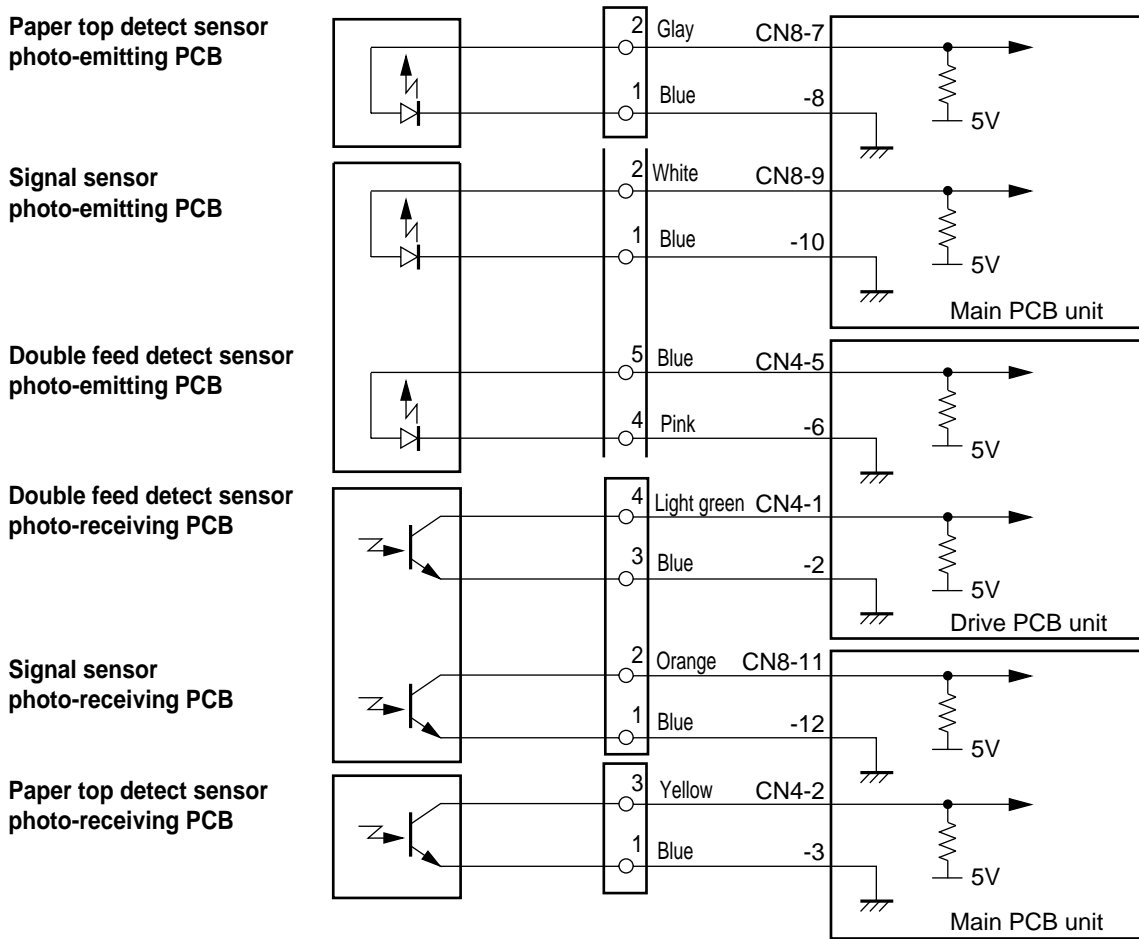 Paper top detect sensor
photo-emitting PCB
2 Glay CN8-7
1 Blue -8
5V
Signal sensor
photo-emitting PCB
2 White CN8-9
1 Blue -10
5V
Main PCB unit
Double feed detect sensor
photo-emitting PCB
5 Blue CN4-5
4 Pink -6
5V
Double feed detect sensor
photo-receiving PCB
4 Light green CN4-1
3 Blue -2
5V
Drive PCB unit
Signal sensor
photo-receiving PCB
2 Orange CN8-11
1 Blue -12
5V
Paper top detect sensor
photo-receiving PCB
3 Yellow CN4-2
1 Blue -3
5V
Main PCB unit